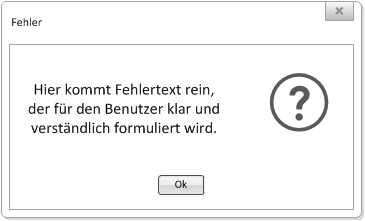 Fehler
Hier kommt Fehlertext rein,
der für den Benutzer klar und
verständlich formuliert wird.
Ok